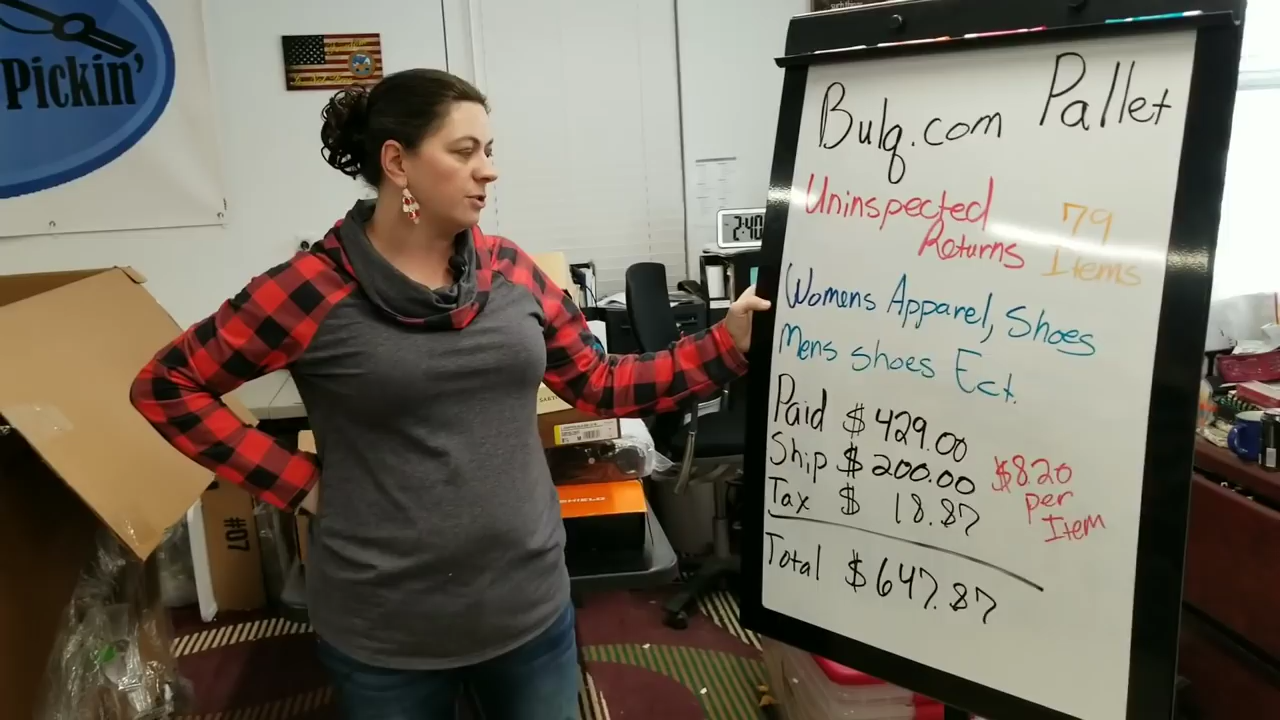 Pickin'
Bulq.com Pallet
Uninspected
Returns
79
Items
Womens Apparel, Shoes
Mens shoes Ect.
Paid $429.00
Ship $200.00
Tax $ 18.87
Total $647.87
$8.20
per
Item
2:40
#07
SHIELD